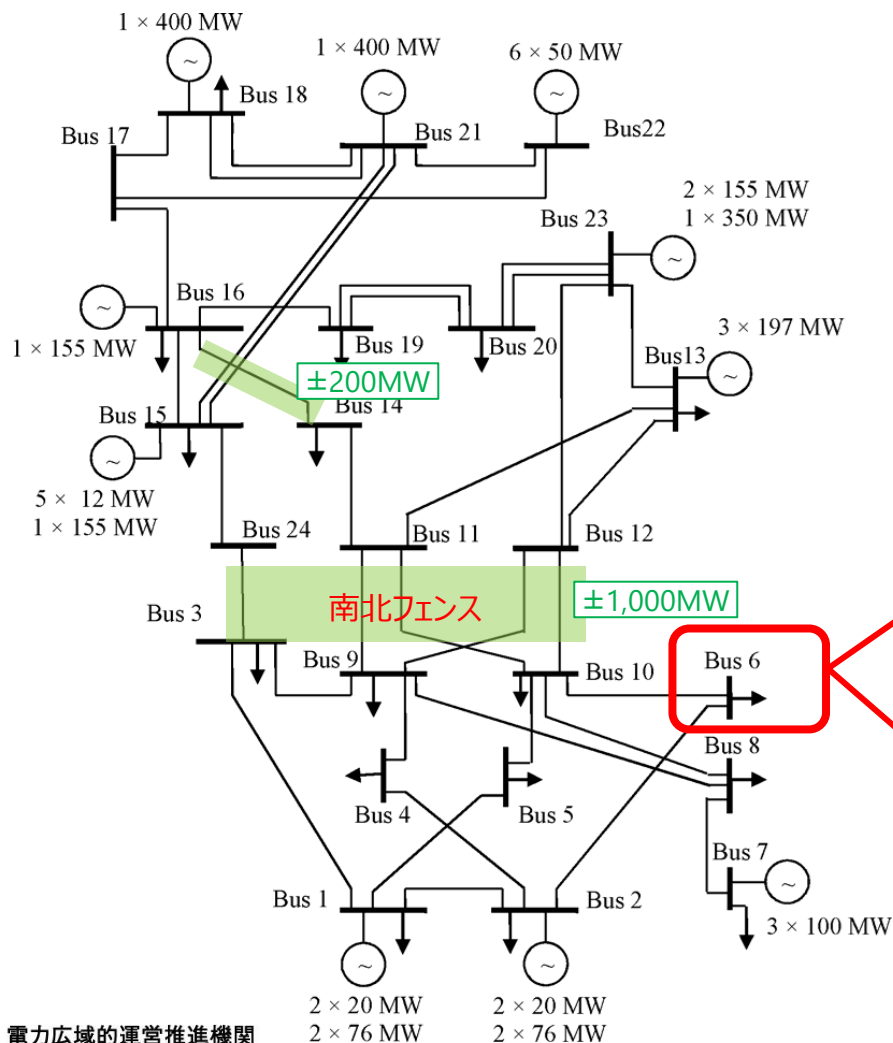 1 × 400 MW
1 × 400 MW
6 × 50 MW
Bus 18
Bus 17
Bus 21
Bus22
2 × 155 MW
1 × 350 MW
Bus 23
~
~
~
~
Bus 16
~
3 × 197 MW
1 × 155 MW
Bus 19
Bus 20
Bus13
~
±200MW
Bus 15
Bus 14
~
5 × 12 MW
1 × 155 MW
Bus 24
Bus 11
Bus 12
南北フェンス
±1,000MW
Bus 3
Bus 9
Bus 10
Bus 6
Bus 8
Bus 4
Bus 5
Bus 7
~
Bus 1
Bus 2
3 × 100 MW
~
~
2 × 20 MW
2 × 76 MW
2 × 20 MW
2 × 76 MW
電力広域的運営推進機関